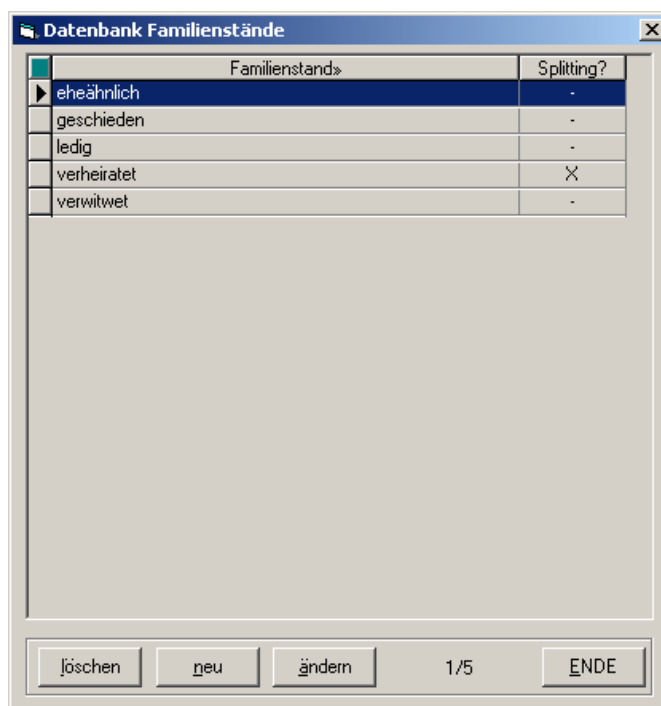 Datenbank Familienstände
Familienstand» Splitting?
eheähnlich -
geschieden -
ledig -
verheiratet X
verwitwet -
löschen neu ändern 1/5 ENDE